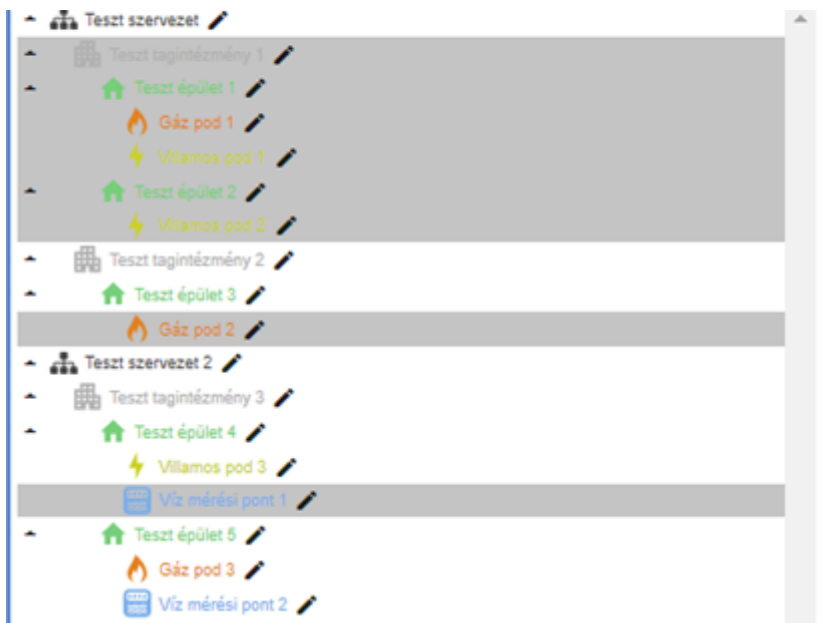 Teszt szervezet
Teszt tagintézmény 1
Teszt épület 1
Gáz pod 1
Villamos pod 1
Teszt épület 2
Villamos pod 2
Teszt tagintézmény 2
Teszt épület 3
Gáz pod 2
Teszt szervezet 2
Teszt tagintézmény 3
Teszt épület 4
Villamos pod 3
Víz mérési pont 1
Teszt épület 5
Gáz pod 3
Víz mérési pont 2